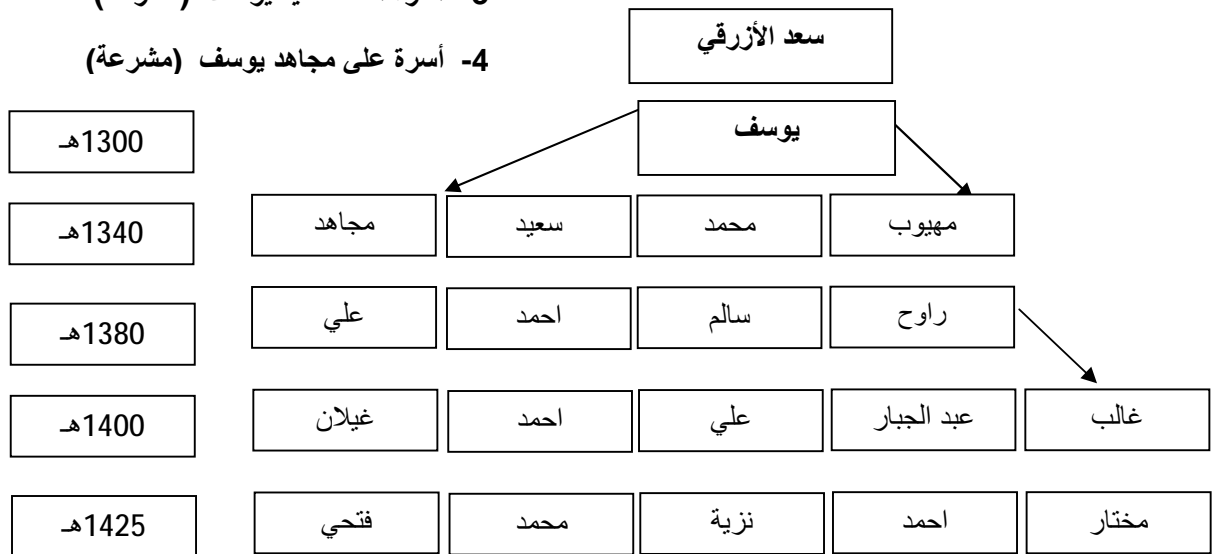 4- أسرة على مجاهد يوسف (مشرعة)
سعد الأزرقي
يوسف
1300هـ
مهيوب محمد سعيد مجاهد
1340هـ
راوح سالم احمد علي
1380هـ
غالب عبد الجبار علي احمد غيلان
1400هـ
مختار احمد نزية محمد فتحي
1425هـ